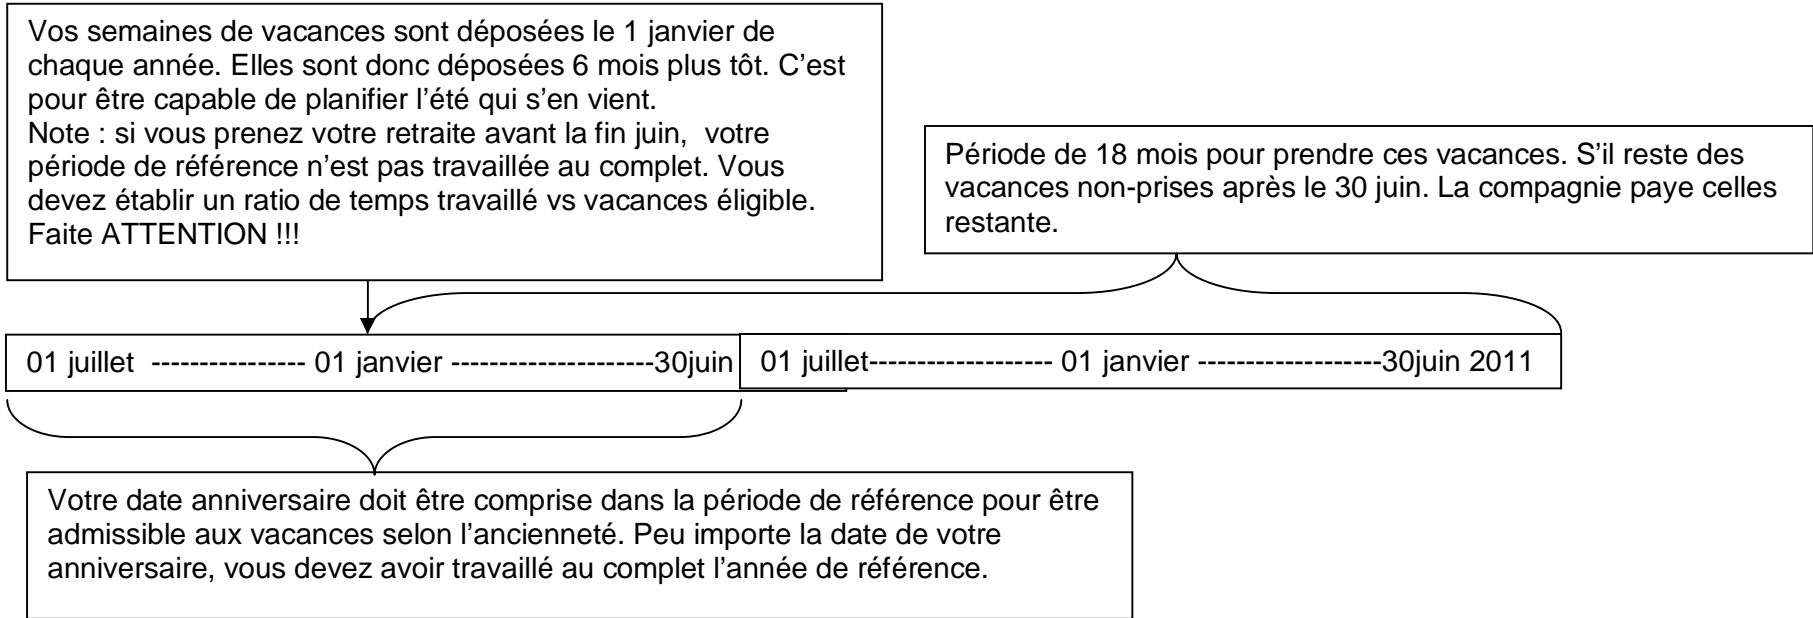 Vos semaines de vacances sont déposées le 1 janvier de
chaque année. Elles sont donc déposées 6 mois plus tôt. C’est
pour être capable de planifier l’été qui s’en vient.
Note : si vous prenez votre retraite avant la fin juin, votre
période de référence n’est pas travaillée au complet. Vous
devez établir un ratio de temps travaillé vs vacances éligible.
Faite ATTENTION !!!
Période de 18 mois pour prendre ces vacances. S’il reste des
vacances non-prises après le 30 juin. La compagnie paye celles
restante.
01 juillet ---------------- 01 janvier ---------------------30juin
01 juillet------------------- 01 janvier -------------------30juin 2011
Votre date anniversaire doit être comprise dans la période de référence pour être
admissible aux vacances selon l’ancienneté. Peu importe la date de votre
anniversaire, vous devez avoir travaillé au complet l’année de référence.